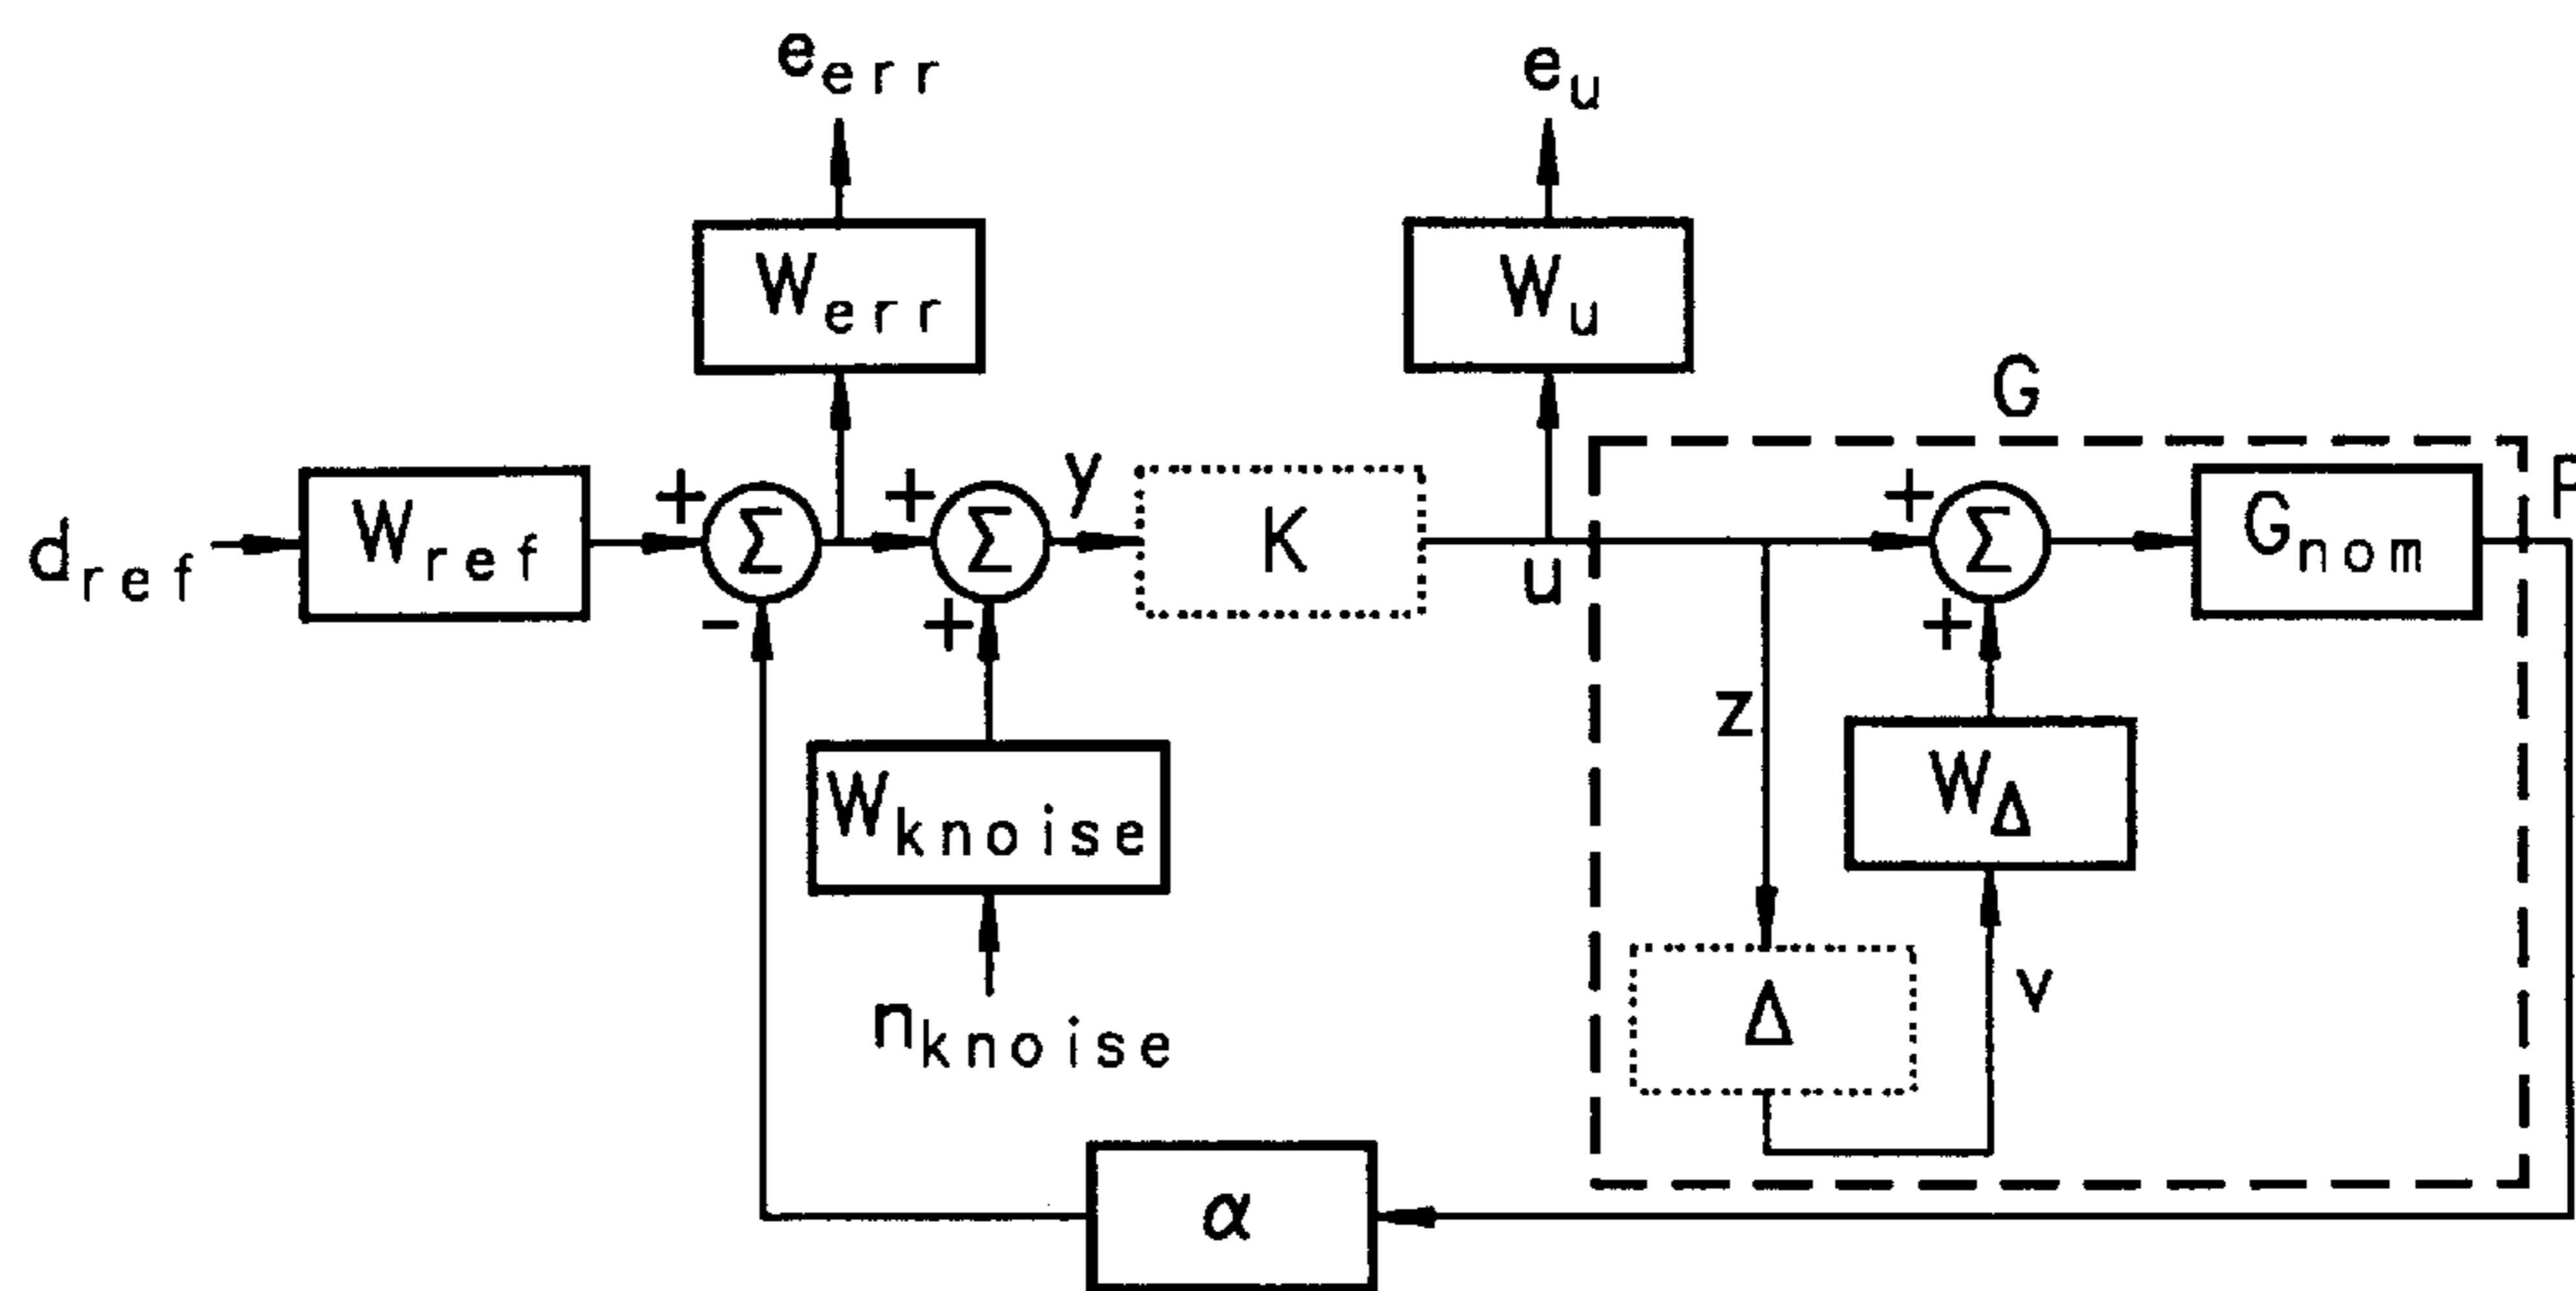 e_err
e_u
W_err
W_u
G
d_ref
W_ref
+
Σ
-
+
Σ
+
y
K
u
+
Σ
+
G_nom
z
W_Δ
W_knoise
n_knoise
Δ
v
α